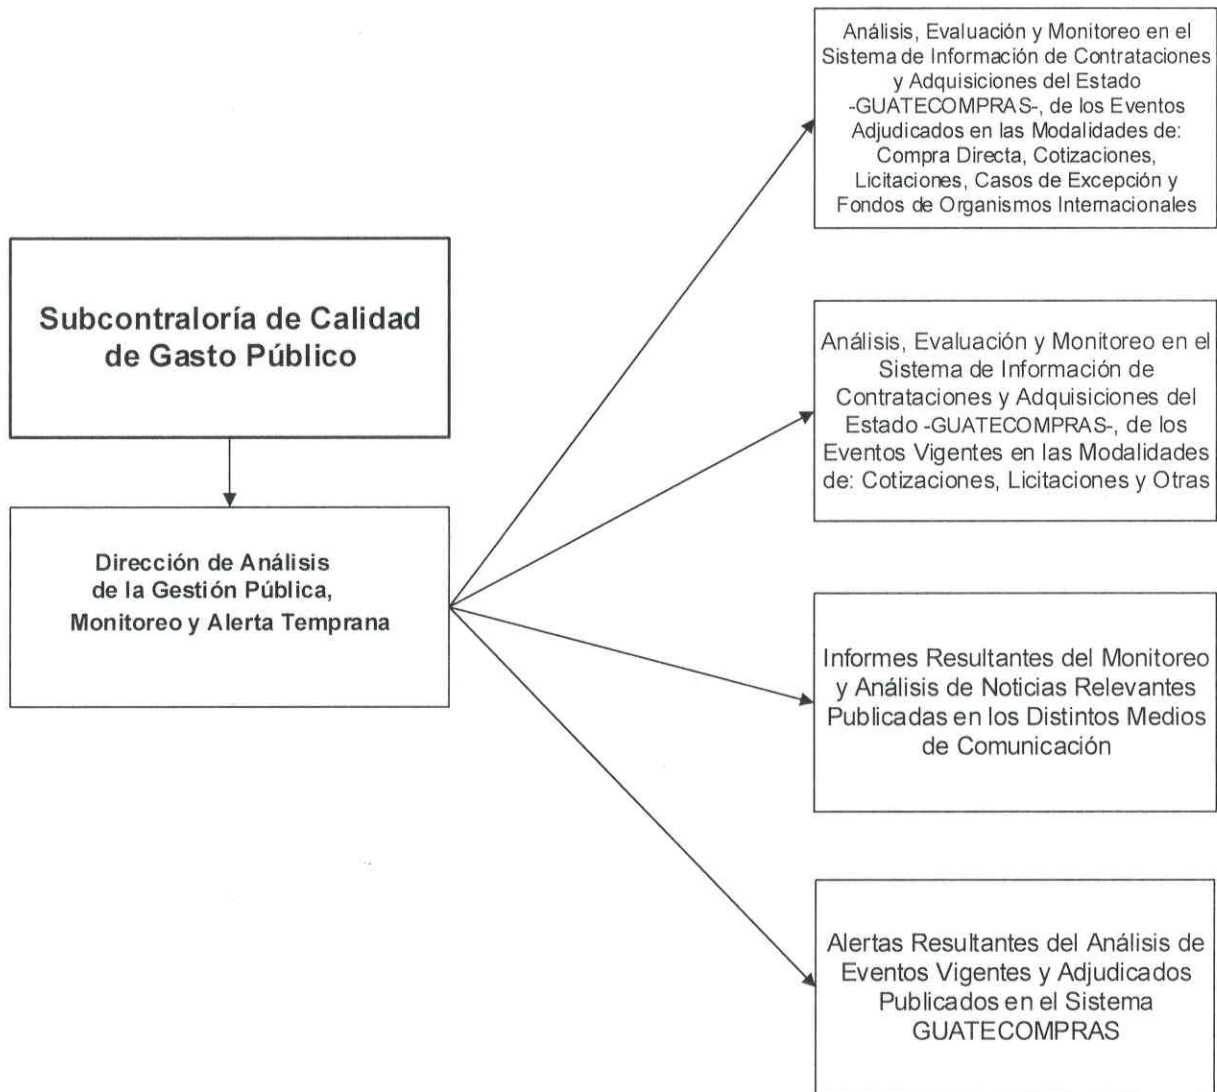 Subcontraloría de Calidad
de Gasto Público
Dirección de Análisis
de la Gestión Pública,
Monitoreo y Alerta Temprana
Análisis, Evaluación y Monitoreo en el
Sistema de Información de Contrataciones
y Adquisiciones del Estado
-GUATECOMPRAS-, de los Eventos
Adjudicados en las Modalidades de:
Compra Directa, Cotizaciones,
Licitaciones, Casos de Excepción y
Fondos de Organismos Internacionales
Análisis, Evaluación y Monitoreo en el
Sistema de Información de
Contrataciones y Adquisiciones del
Estado -GUATECOMPRAS-, de los
Eventos Vigentes en las Modalidades
de: Cotizaciones, Licitaciones y Otras
Informes Resultantes del Monitoreo
y Análisis de Noticias Relevantes
Publicadas en los Distintos Medios
de Comunicación
Alertas Resultantes del Análisis de
Eventos Vigentes y Adjudicados
Publicados en el Sistema
GUATECOMPRAS